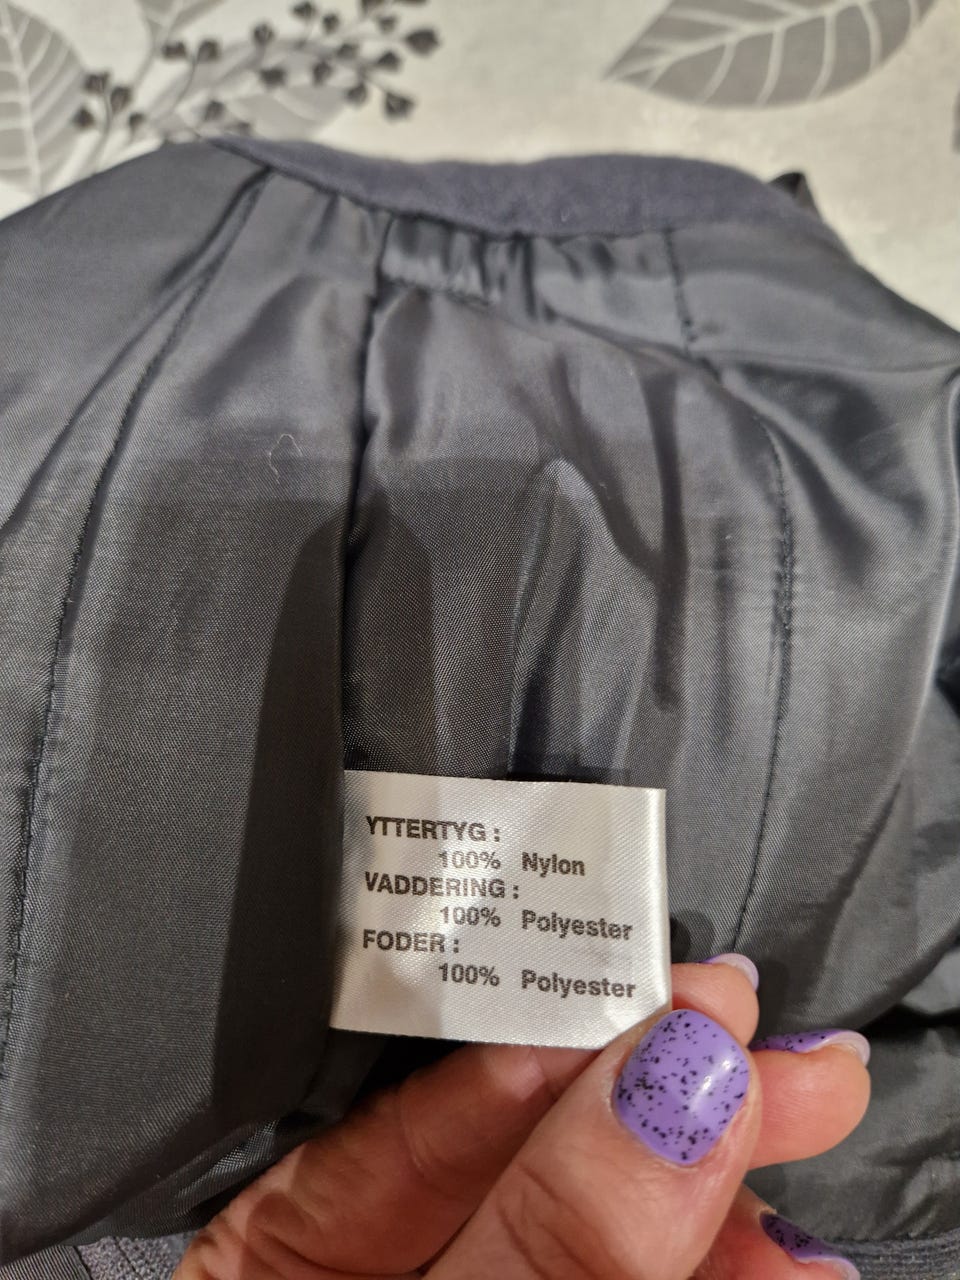 YTTERTYG :
100% Nylon
VADDERING :
100% Polyester
FODER :
100% Polyester